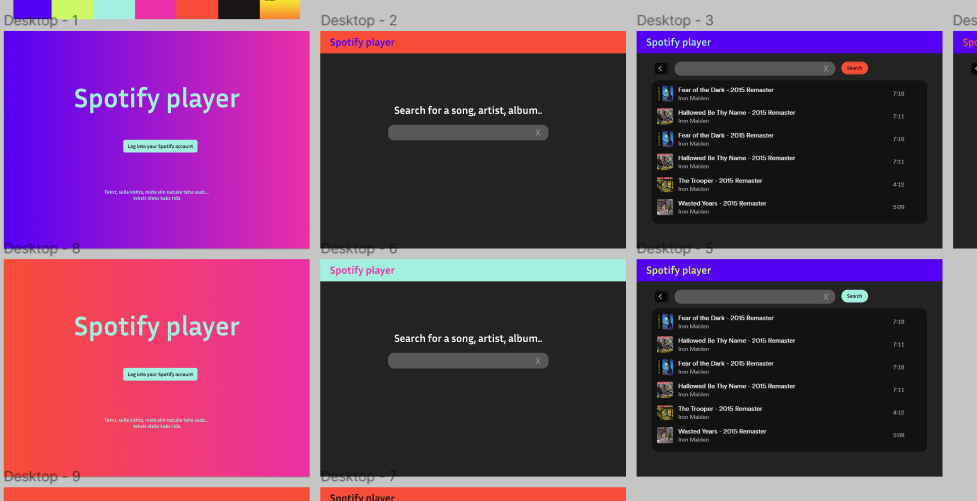 Desktop - 1
Spotify player
Log into your Spotify account
Tekst, selle kohta, mida siin natuke teha saab...
teksti oleks kaks rida
Desktop - 2
Spotify player
Search for a song, artist, album..
X
Desktop - 3
Spotify player
<
X
Search
Fear of the Dark - 2015 Remaster
Iron Maiden
7:18
Hallowed Be Thy Name - 2015 Remaster
Iron Maiden
7:11
Fear of the Dark - 2015 Remaster
Iron Maiden
7:18
Hallowed Be Thy Name - 2015 Remaster
Iron Maiden
7:11
The Trooper - 2015 Remaster
Iron Maiden
4:12
Wasted Years - 2015 Remaster
Iron Maiden
5:09
Des
Sp
Desktop - 8
Spotify player
Log into your Spotify account
Tekst, selle kohta, mida siin natuke teha saab...
teksti oleks kaks rida
Desktop - 6
Spotify player
Search for a song, artist, album..
X
Desktop - 5
Spotify player
<
X
Search
Fear of the Dark - 2015 Remaster
Iron Maiden
7:18
Hallowed Be Thy Name - 2015 Remaster
Iron Maiden
7:11
Fear of the Dark - 2015 Remaster
Iron Maiden
7:18
Hallowed Be Thy Name - 2015 Remaster
Iron Maiden
7:11
The Trooper - 2015 Remaster
Iron Maiden
4:12
Wasted Years - 2015 Remaster
Iron Maiden
5:09
Desktop - 9
Desktop - 7
Spotify player